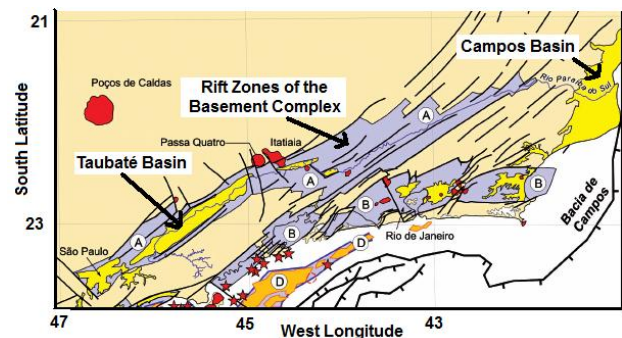 21
Campos Basin
Poços de Caldas
Rift Zones of the
Basement Complex
Rio Paraíba do Sul
A
Passa Quatro
Itatiaia
Taubaté Basin
A
South Latitude
B
B
23
A
B
Bacia de
Campos
São Paulo
Rio de Janeiro
D
D
47
45
43
West Longitude